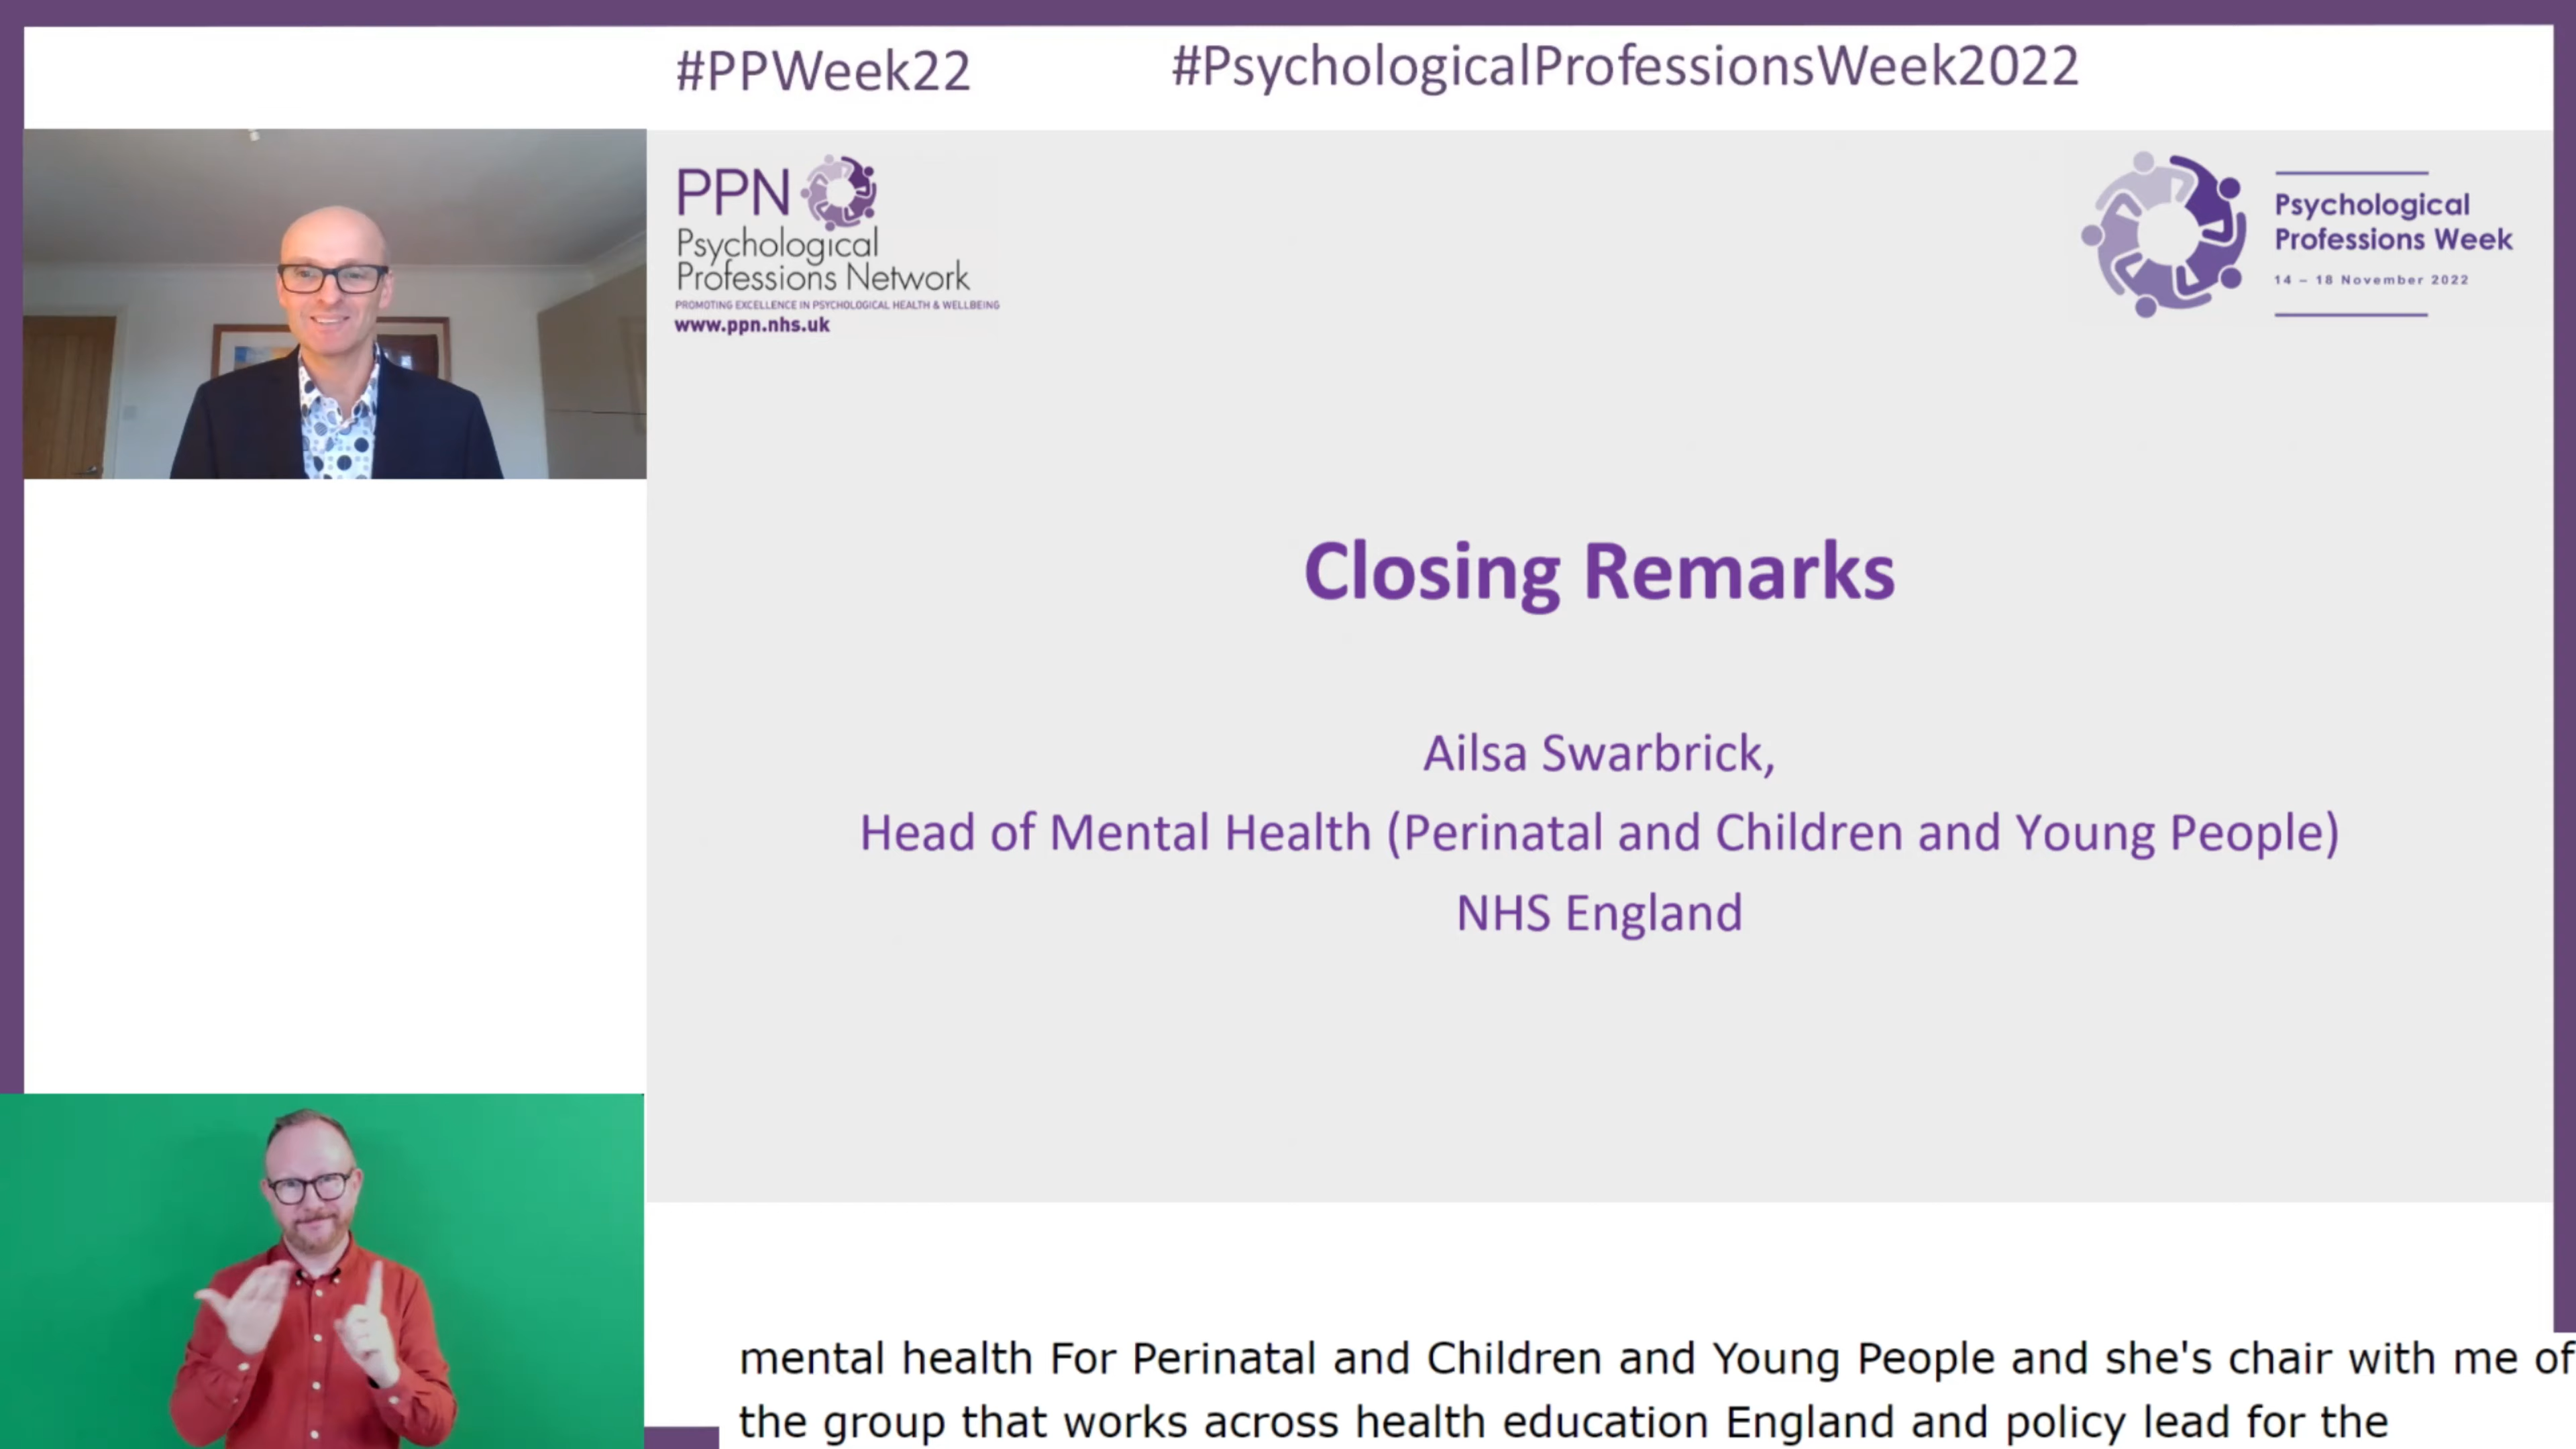 #PPWeek22
#PsychologicalProfessionsWeek2022
PPN
Psychological
Professions Network
PROMOTING EXCELLENCE IN PSYCHOLOGICAL HEALTH & WELLBEING
www.ppn.nhs.uk
Psychological
Professions Week
14 – 18 November 2022
Closing Remarks
Ailsa Swarbrick,
Head of Mental Health (Perinatal and Children and Young People)
NHS England
mental health For Perinatal and Children and Young People and she's chair with me of
the group that works across health education England and policy lead for the